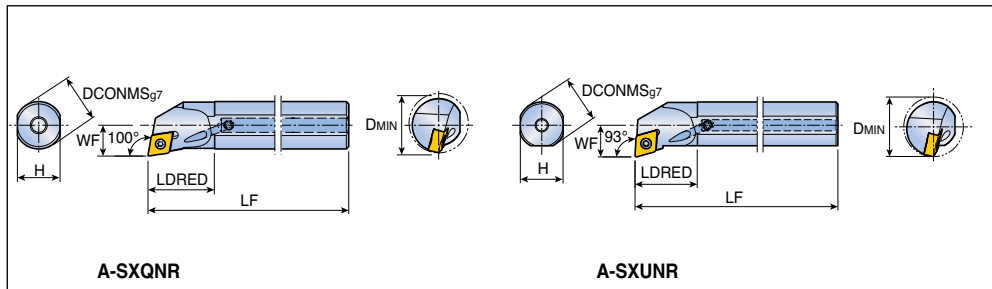 DCONMSg7
WF
100°
H
LDRED
LF
DMIN
A-SXQNR
DCONMSg7
WF
93°
H
LDRED
LF
DMIN
A-SXUNR